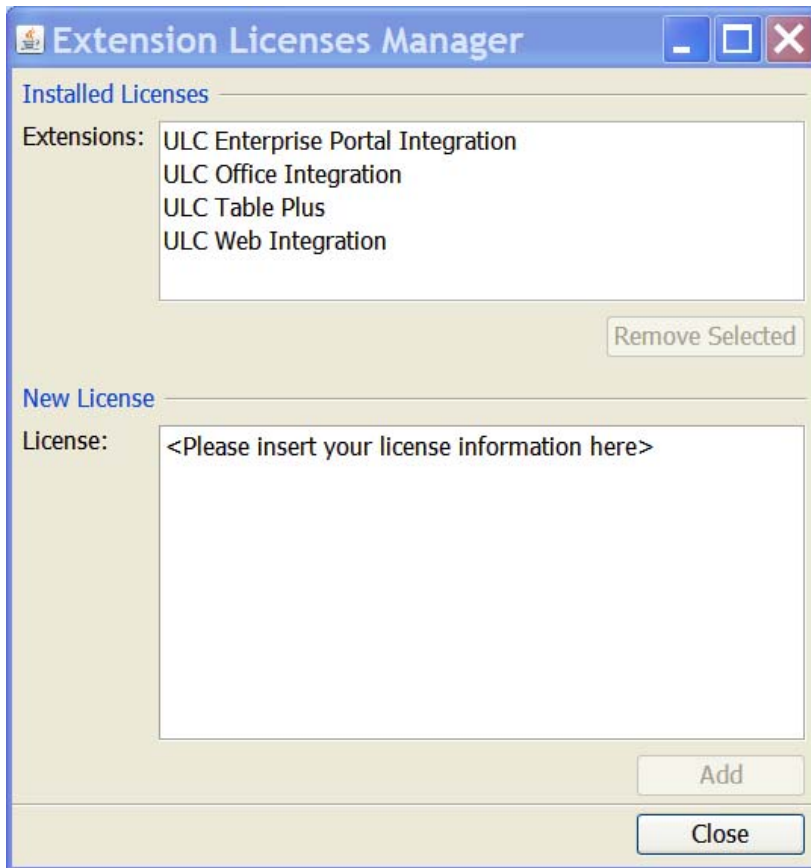 Extension Licenses Manager
Installed Licenses
Extensions:
ULC Enterprise Portal Integration
ULC Office Integration
ULC Table Plus
ULC Web Integration
Remove Selected
New License
License:
<Please insert your license information here>
Add
Close